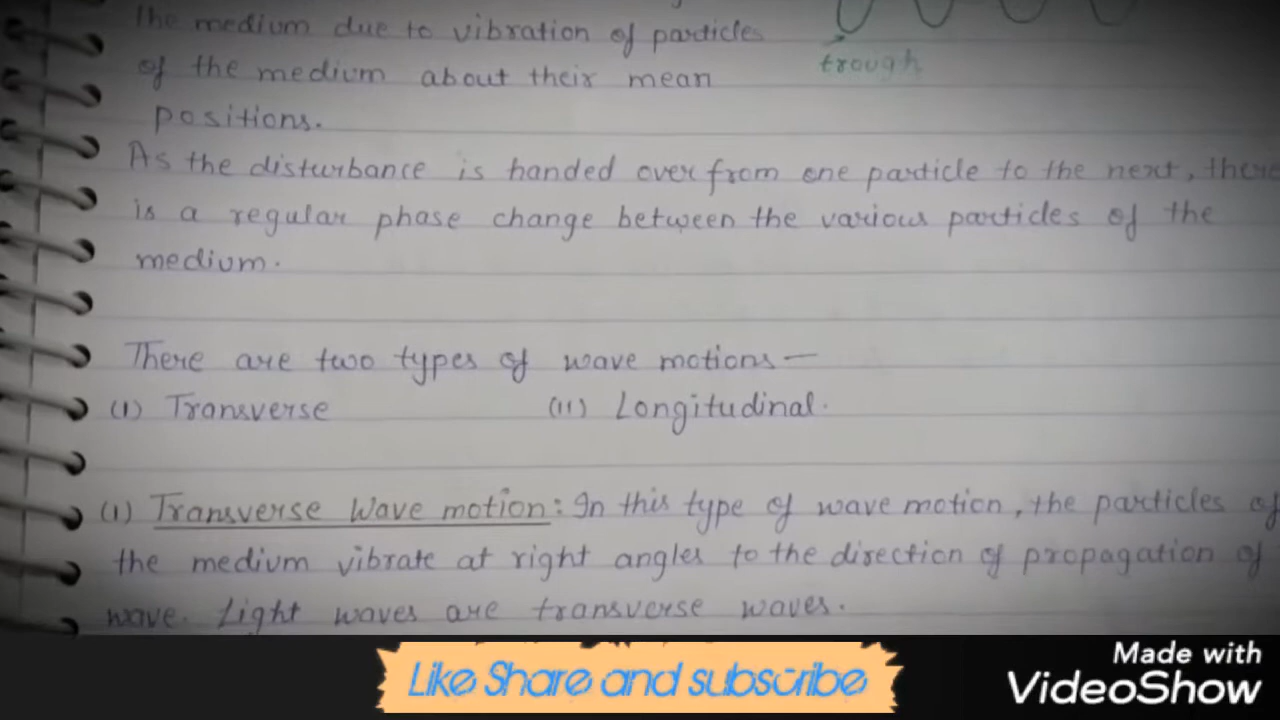 The medium due to vibration of particles
trough
of the medium about their mean
positions.
As the disturbance is handed over from one particle to the next, there
is a regular phase change between the various particles of the
medium.
There are two types of wave motions —
(I) Transverse (II) Longitudinal.
(I) Transverse Wave motion: In this type of wave motion, the particles of
the medium vibrate at right angles to the direction of propagation of
wave. Light waves are transverse waves.
Like Share and subscribe
Made with
VideoShow